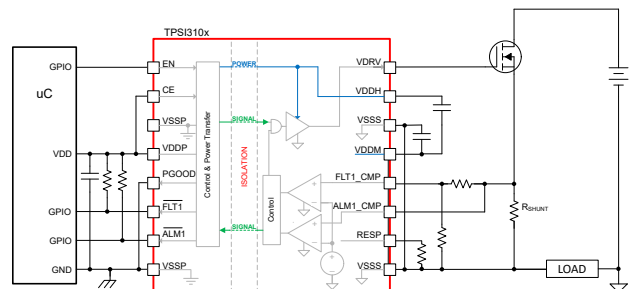 TPSI310x
uC
GPIO
VDD
GPIO
GPIO
GND
EN
CE
VSSP
VDDP
PGOOD
FLT1
ALM1
VSSP
Control & Power Transfer
POWER
SIGNAL
ISOLATION
SIGNAL
Control
VDRV
VDDH
VSSS
VDDM
FLT1_CMP
ALM1_CMP
RESP
VSSS
RSHUNT
LOAD